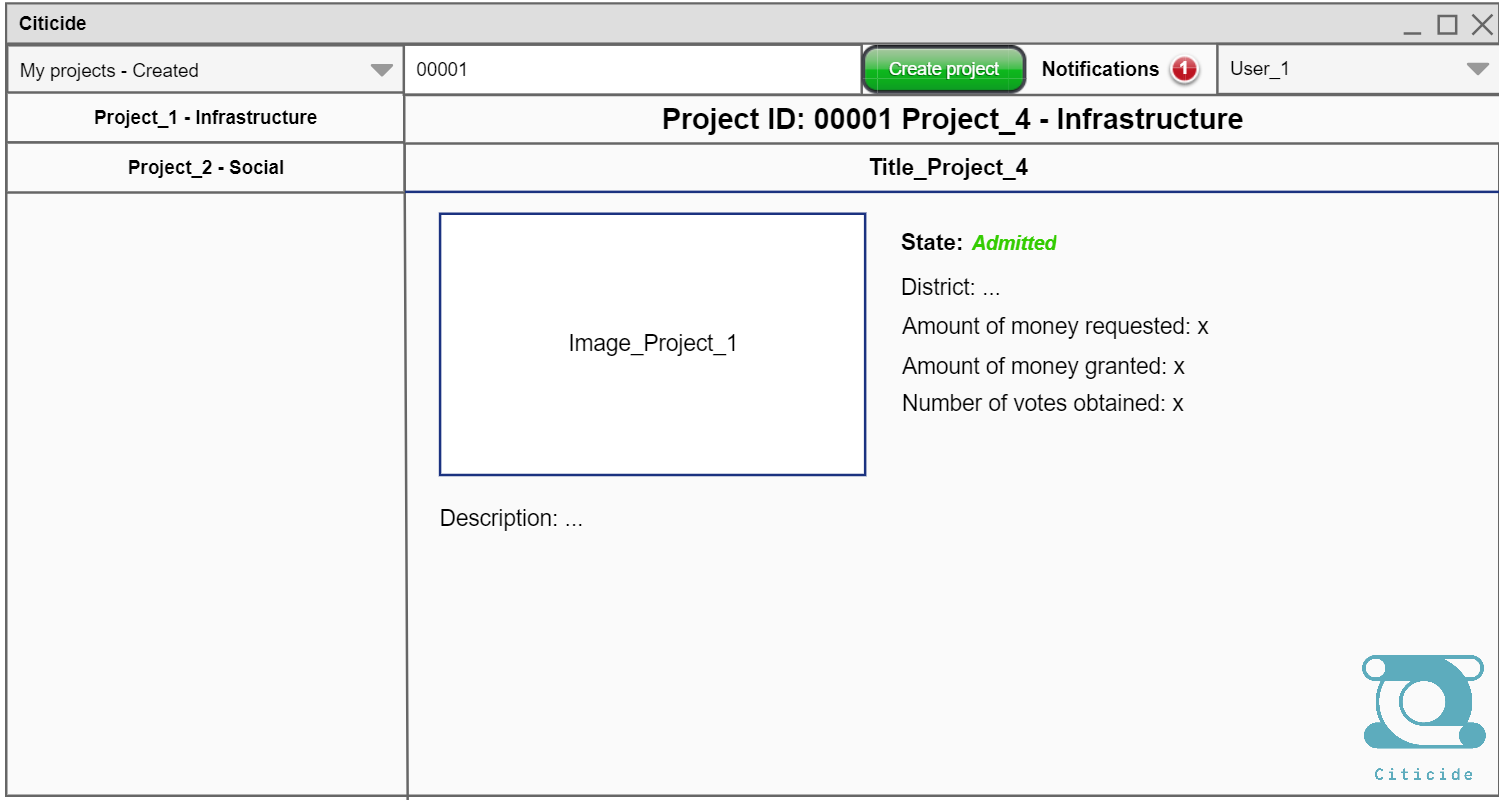 Citicide
My projects - Created
00001
Create project
Notifications 1
User_1
Project_1 - Infrastructure
Project ID: 00001 Project_4 - Infrastructure
Project_2 - Social
Title_Project_4
Image_Project_1
State: Admitted
District: ...
Amount of money requested: x
Amount of money granted: x
Number of votes obtained: x
Description: ...
Citicide